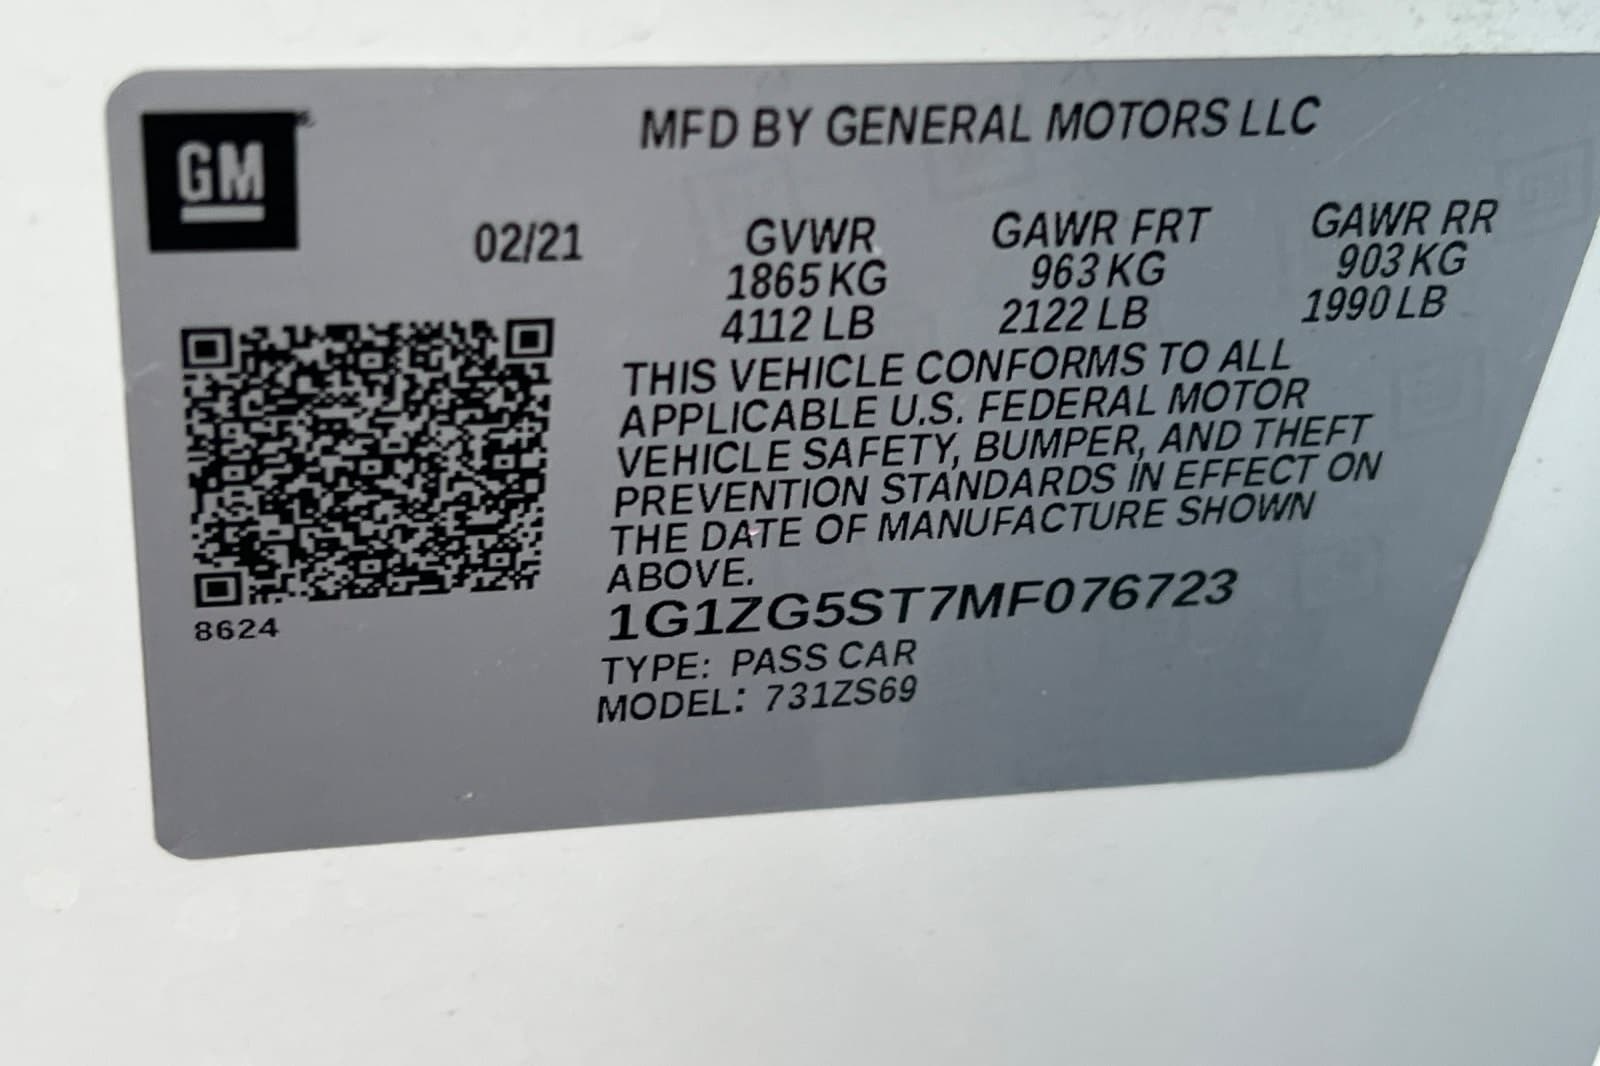 GM
MFD BY GENERAL MOTORS LLC
02/21
GVWR
1865 KG
4112 LB
GAWR FRT
963 KG
2122 LB
GAWR RR
903 KG
1990 LB
THIS VEHICLE CONFORMS TO ALL
APPLICABLE U.S. FEDERAL MOTOR
VEHICLE SAFETY, BUMPER, AND THEFT
PREVENTION STANDARDS IN EFFECT ON
THE DATE OF MANUFACTURE SHOWN
ABOVE.
1G1ZG5ST7MF076723
TYPE: PASS CAR
MODEL: 731ZS69
8624